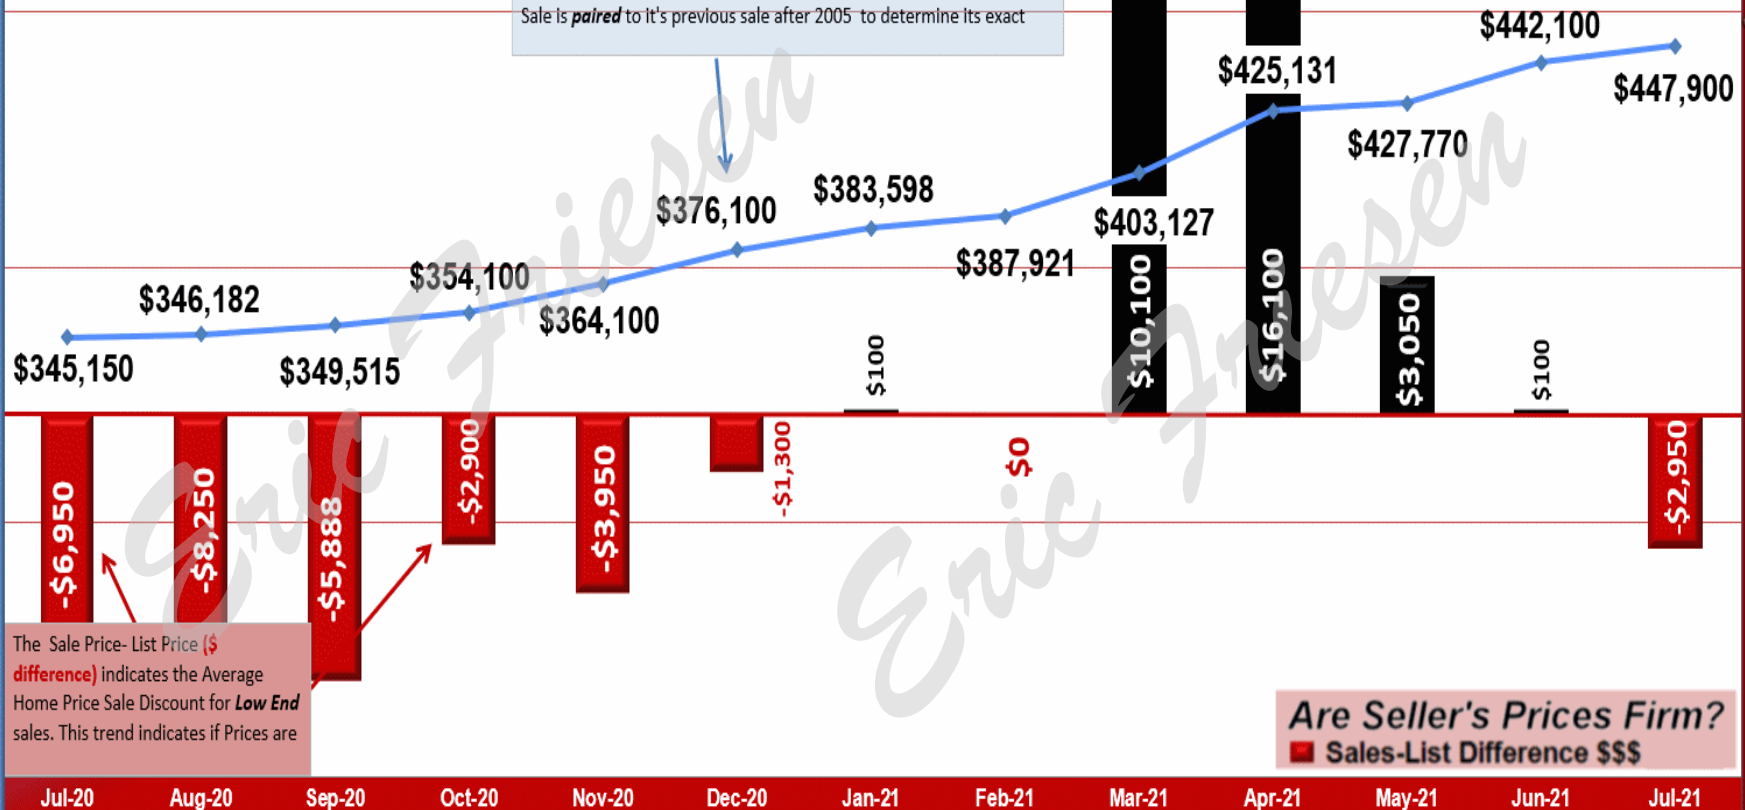 Sale is paired to it's previous sale after 2005 to determine its exact
$442,100
$425,131
$447,900
$427,770
$383,598
$376,100
$403,127
$387,921
$354,100
$346,182
$364,100
$345,150
$349,515
$100
$10,100
$16,100
$3,050
$100
-$6,950
-$8,250
-$5,888
-$2,900
-$3,950
-$1,300
$0
-$2,950
The Sale Price- List Price ($
difference) indicates the Average
Home Price Sale Discount for Low End
sales. This trend indicates if Prices are
Are Seller's Prices Firm?
Sales-List Difference $$$
Jul-20 Aug-20 Sep-20 Oct-20 Nov-20 Dec-20 Jan-21 Feb-21 Mar-21 Apr-21 May-21 Jun-21 Jul-21
Eric Friesen
Eric Friesen